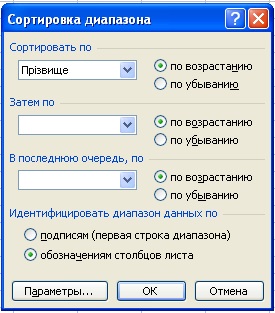 Сортировка диапазона
Сортировать по
Прізвище
по возрастанию
по убыванию
Затем по
по возрастанию
по убыванию
В последнюю очередь, по
по возрастанию
по убыванию
Идентифицировать диапазон данных по
подписям (первая строка диапазона)
обозначениям столбцов листа
Параметры... ОК Отмена